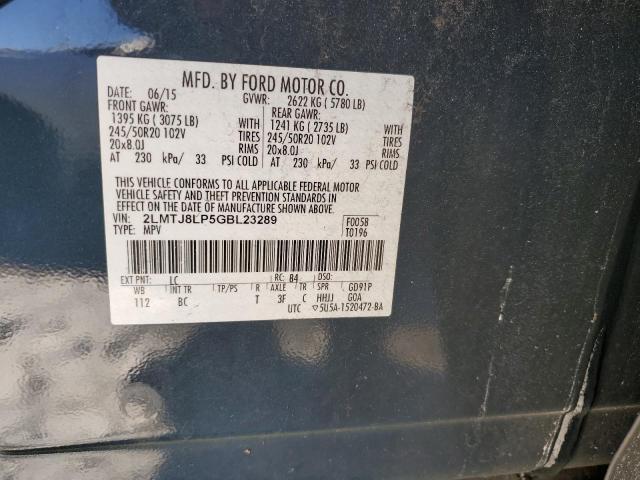 MFD. BY FORD MOTOR CO.
DATE: 06/15 GVWR: 2622 KG ( 5780 LB)
FRONT GAWR: REAR GAWR:
1395 KG ( 3075 LB) WITH 1241 KG ( 2735 LB) WITH
245/50R20 102V TIRES 245/50R20 102V TIRES
20x8.0J RIMS 20x8.0J RIMS
AT 230 kPa/ 33 PSI COLD AT 230 kPa/ 33 PSI COLD
THIS VEHICLE CONFORMS TO ALL APPLICABLE FEDERAL MOTOR
VEHICLE SAFETY AND THEFT PREVENTION STANDARDS IN
EFFECT ON THE DATE OF MANUFACTURE SHOWN ABOVE.
VIN: 2LMTJ8LP5GBL23289 F0058
TYPE: MPV T0196
EXT PNT: LC RC: 84 DSO:
WB INT TR TP/PS R AXLE TR SPR GD91P
112 BC T 3F C HHJJ GOA
UTC ▽5U5A-1520472-BA